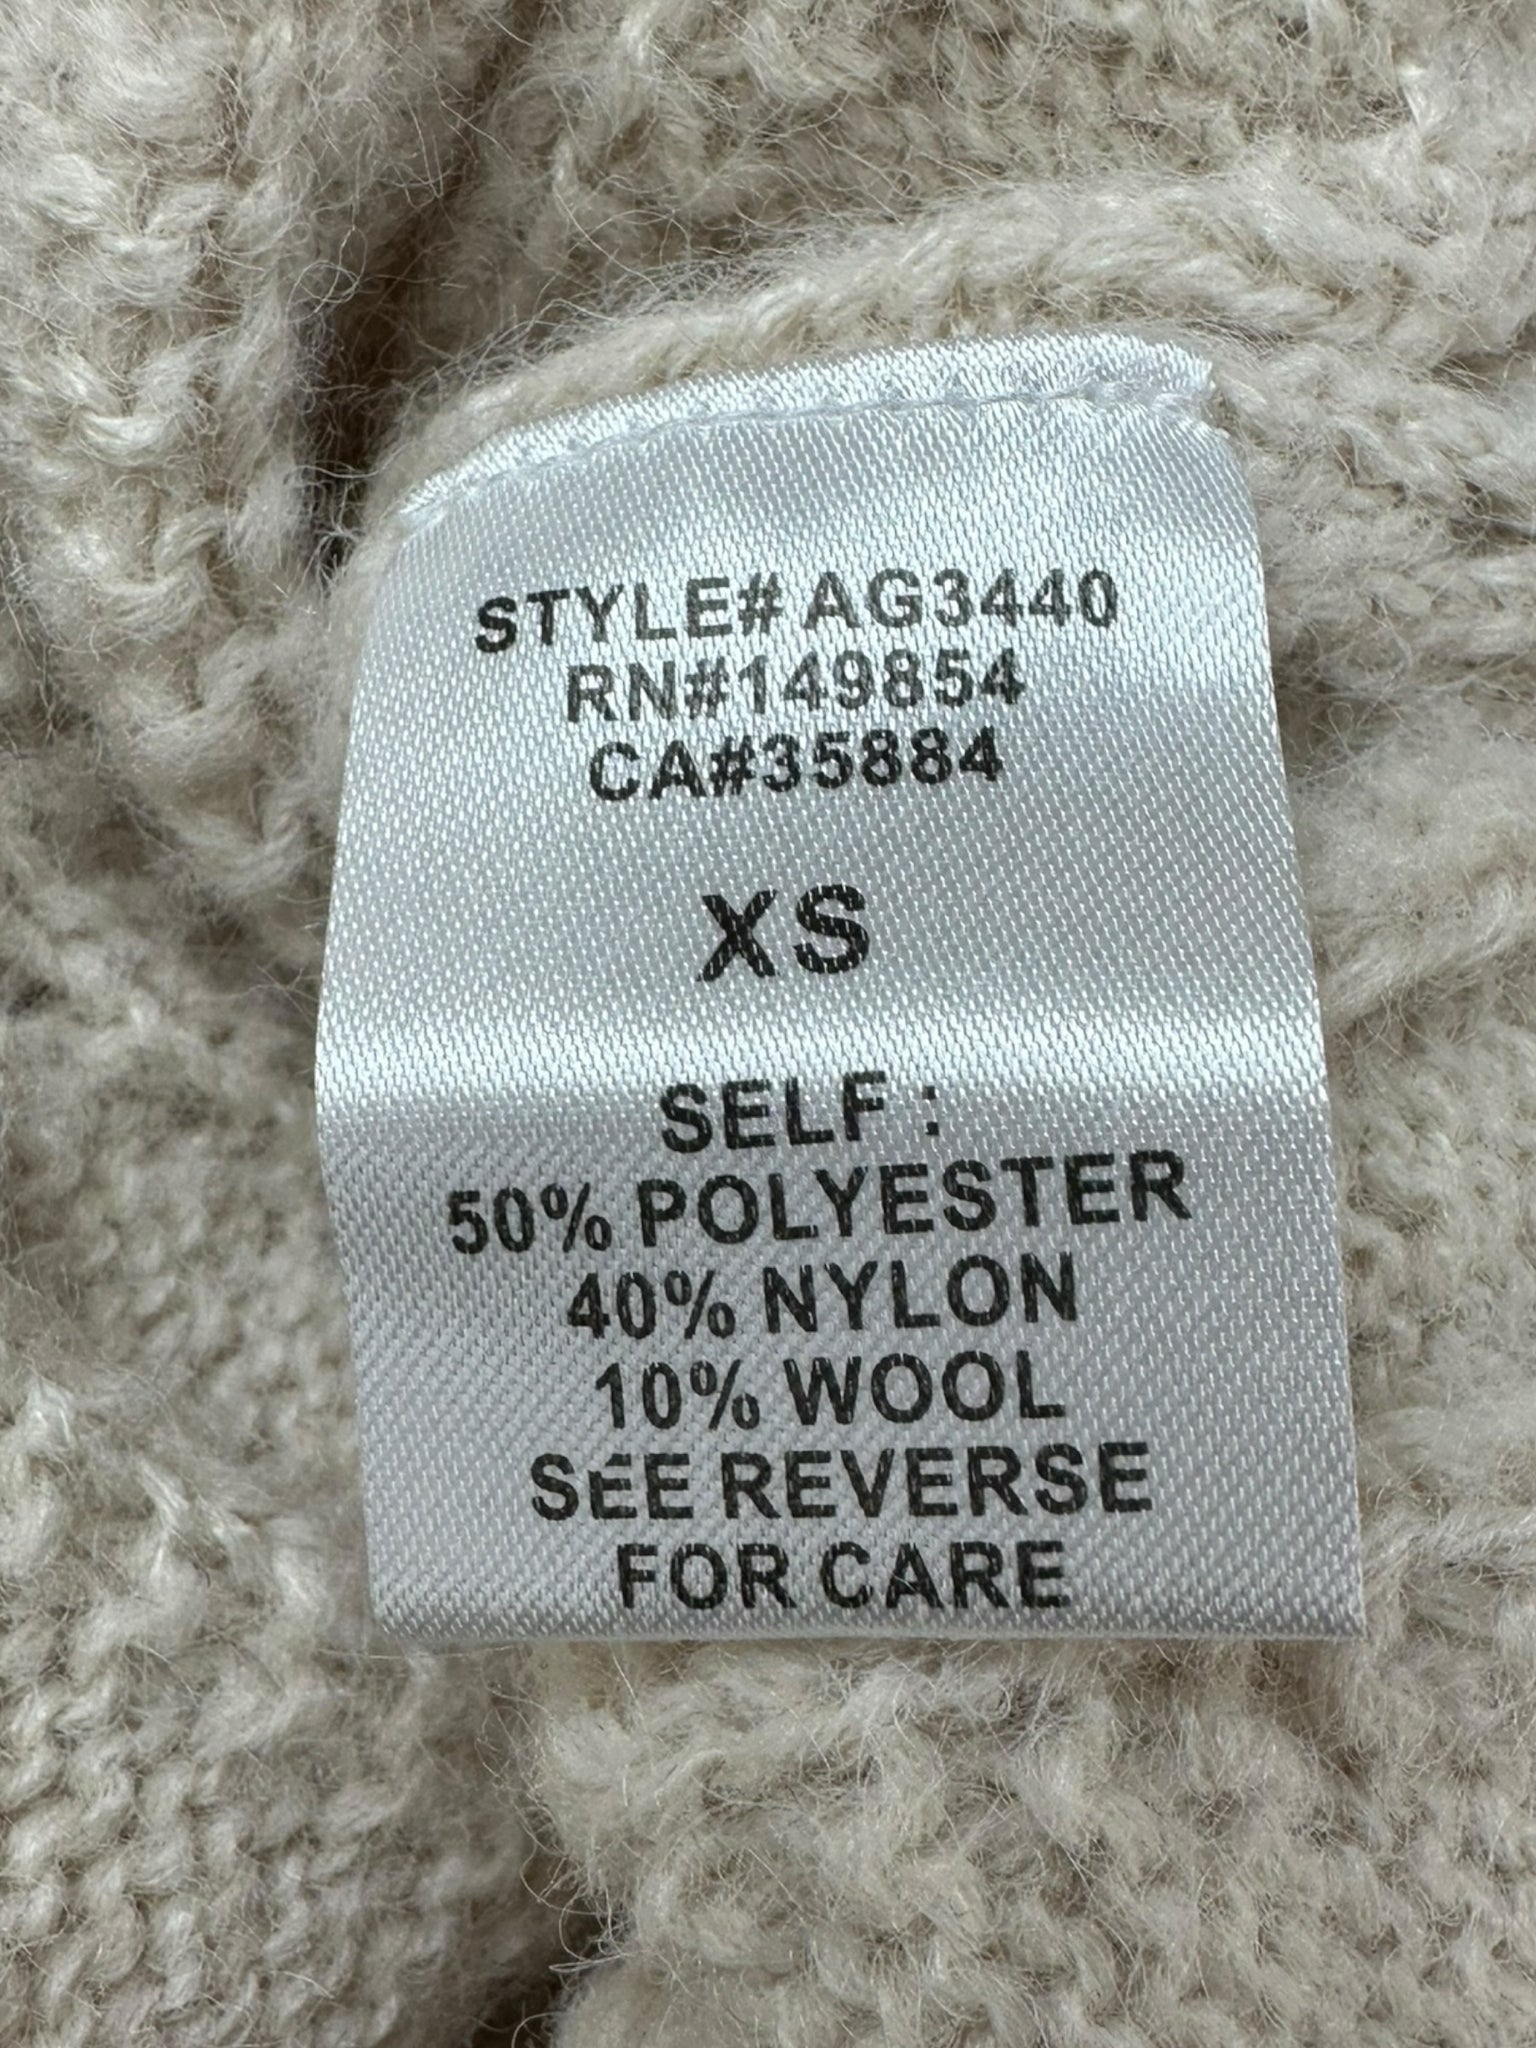 STYLE# AG3440
RN#149854
CA#35884
XS
SELF :
50% POLYESTER
40% NYLON
10% WOOL
SEE REVERSE
FOR CARE